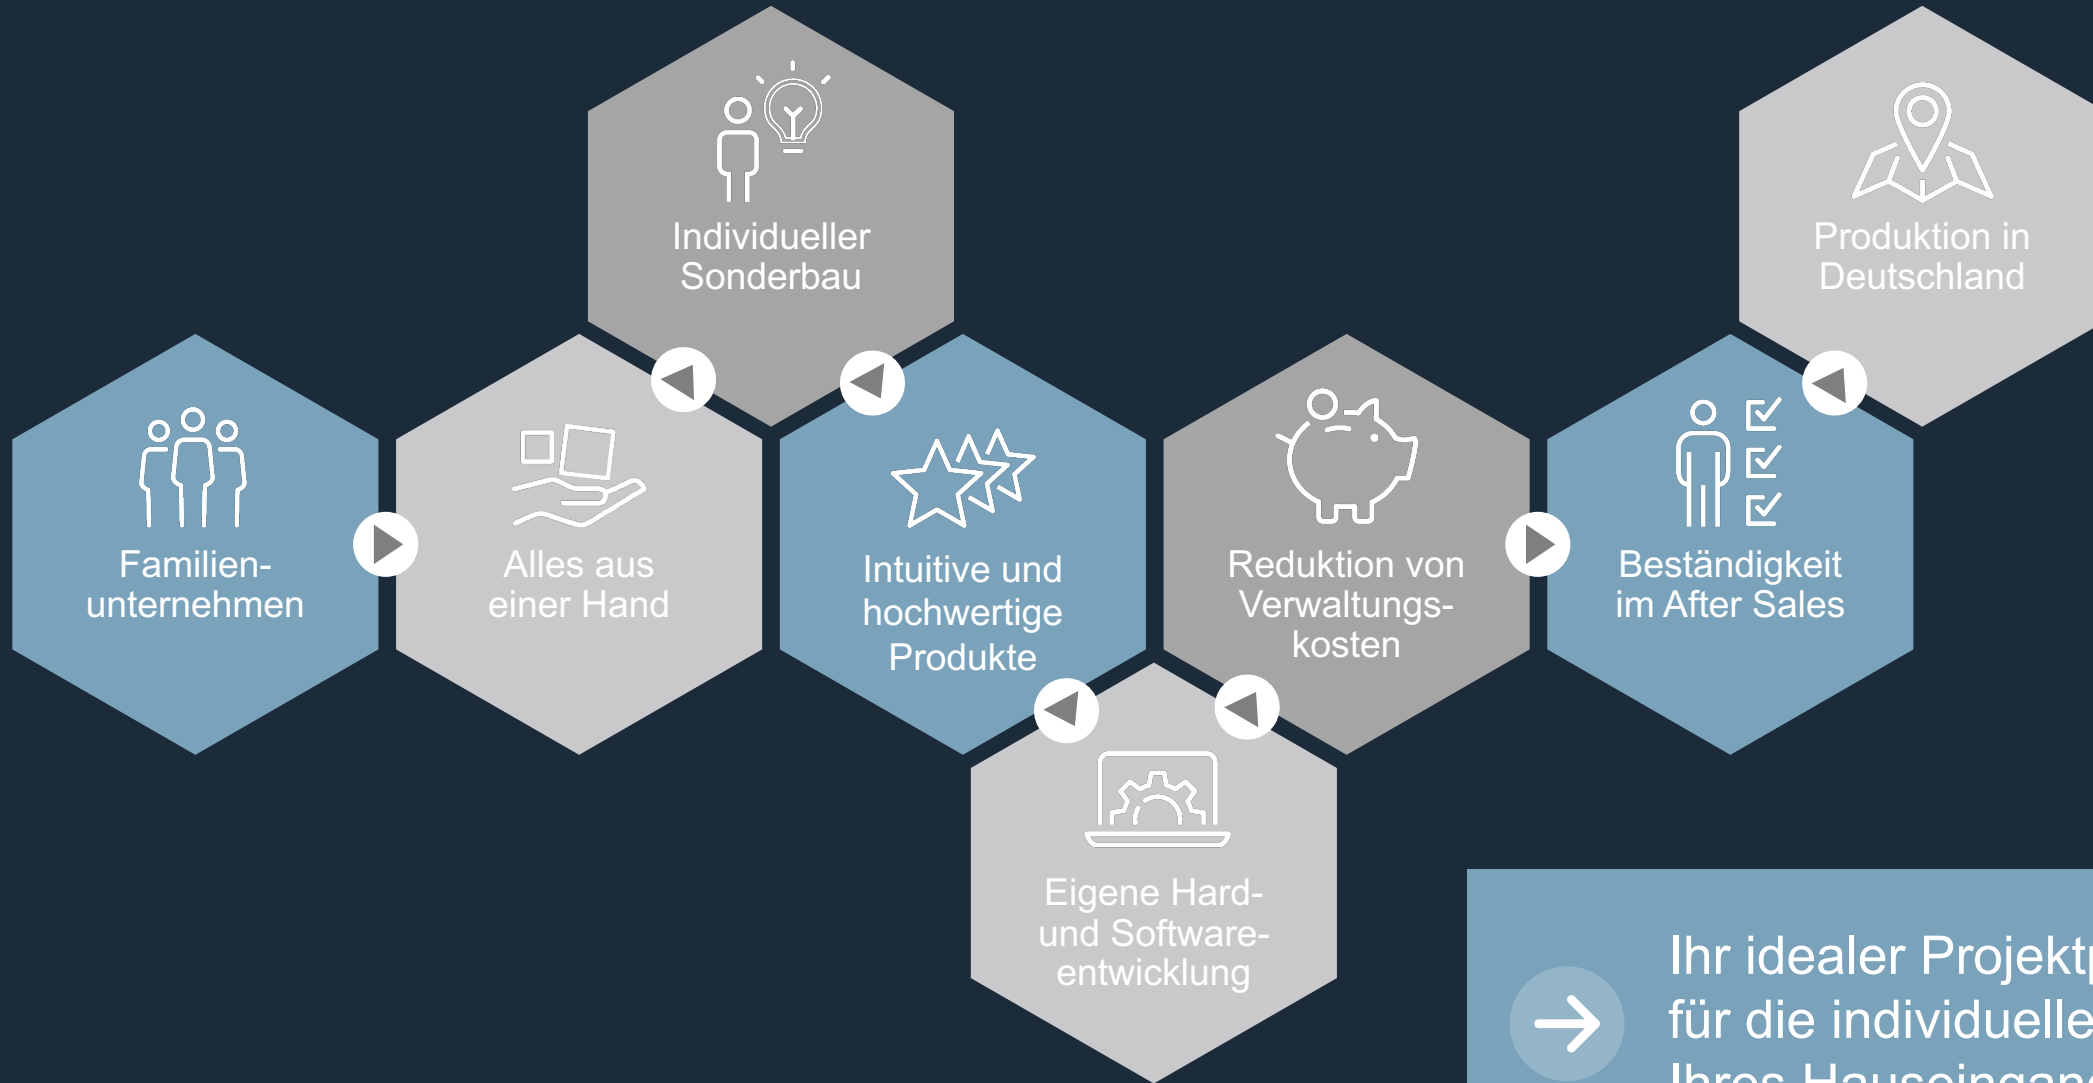 Individueller
Sonderbau
Produktion in
Deutschland
Familien-
unternehmen
Alles aus
einer Hand
Intuitive und
hochwertige
Produkte
Reduktion von
Verwaltungs-
kosten
Beständigkeit
im After Sales
Eigene Hard-
und Software-
entwicklung
Ihr idealer
für die individuelle
Ihres